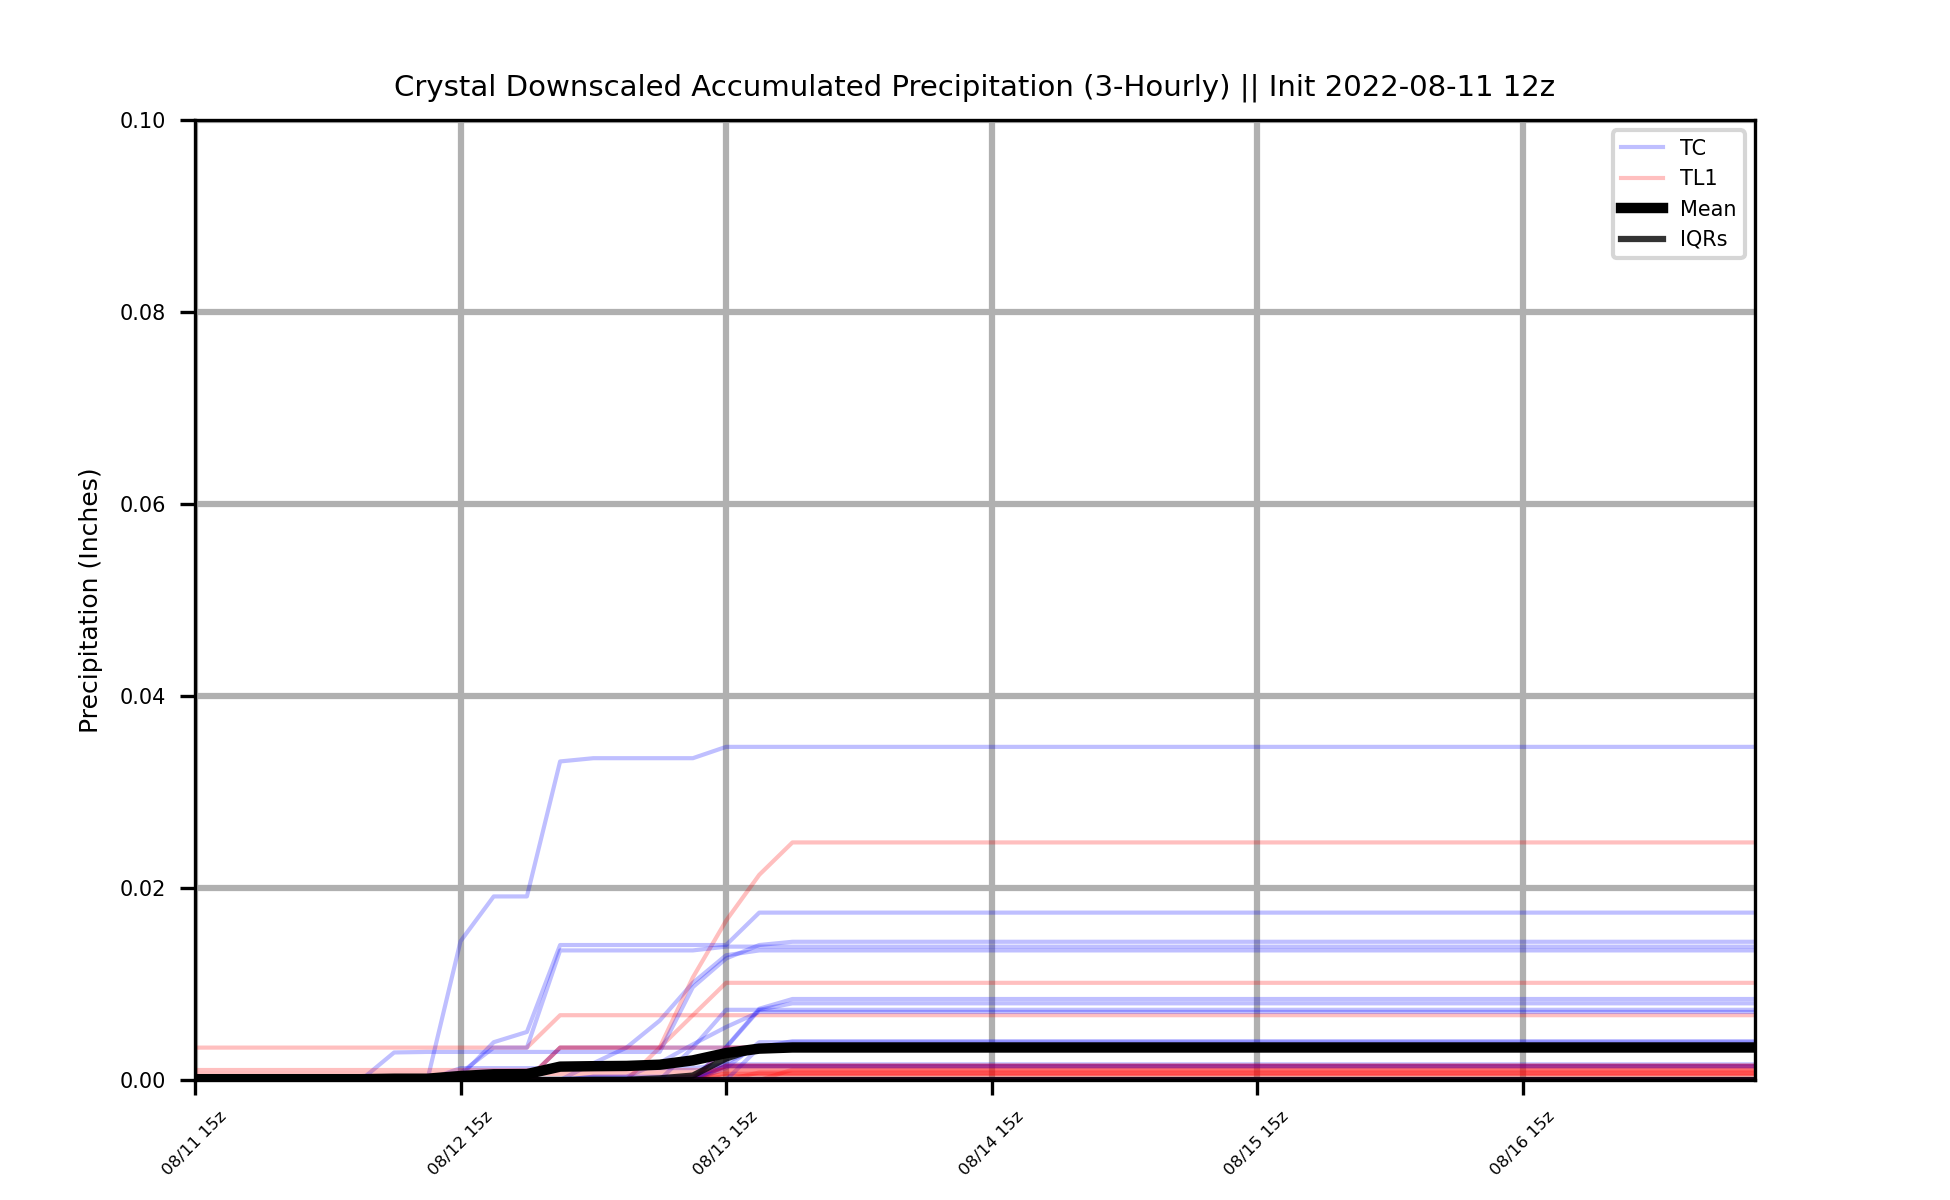 Crystal Downscaled Accumulated Precipitation (3-Hourly) || Init 2022-08-11 12z
Precipitation (Inches)
0.10
0.08
0.06
0.04
0.02
0.00
TC
TL1
Mean
IQRs
08/11 15z
08/12 15z
08/13 15z
08/14 15z
08/15 15z
08/16 15z